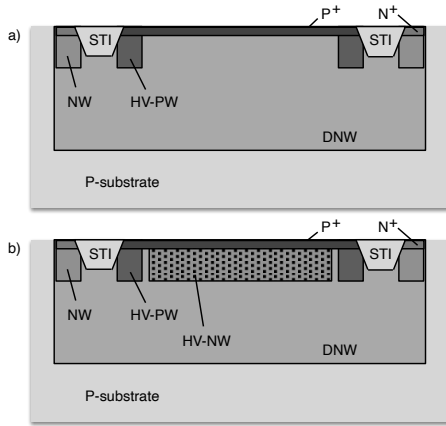 P+ N+
a) STI STI
NW HV-PW
DNW
P-substrate
P+ N+
b) STI STI
NW HV-PW
HV-NW
DNW
P-substrate